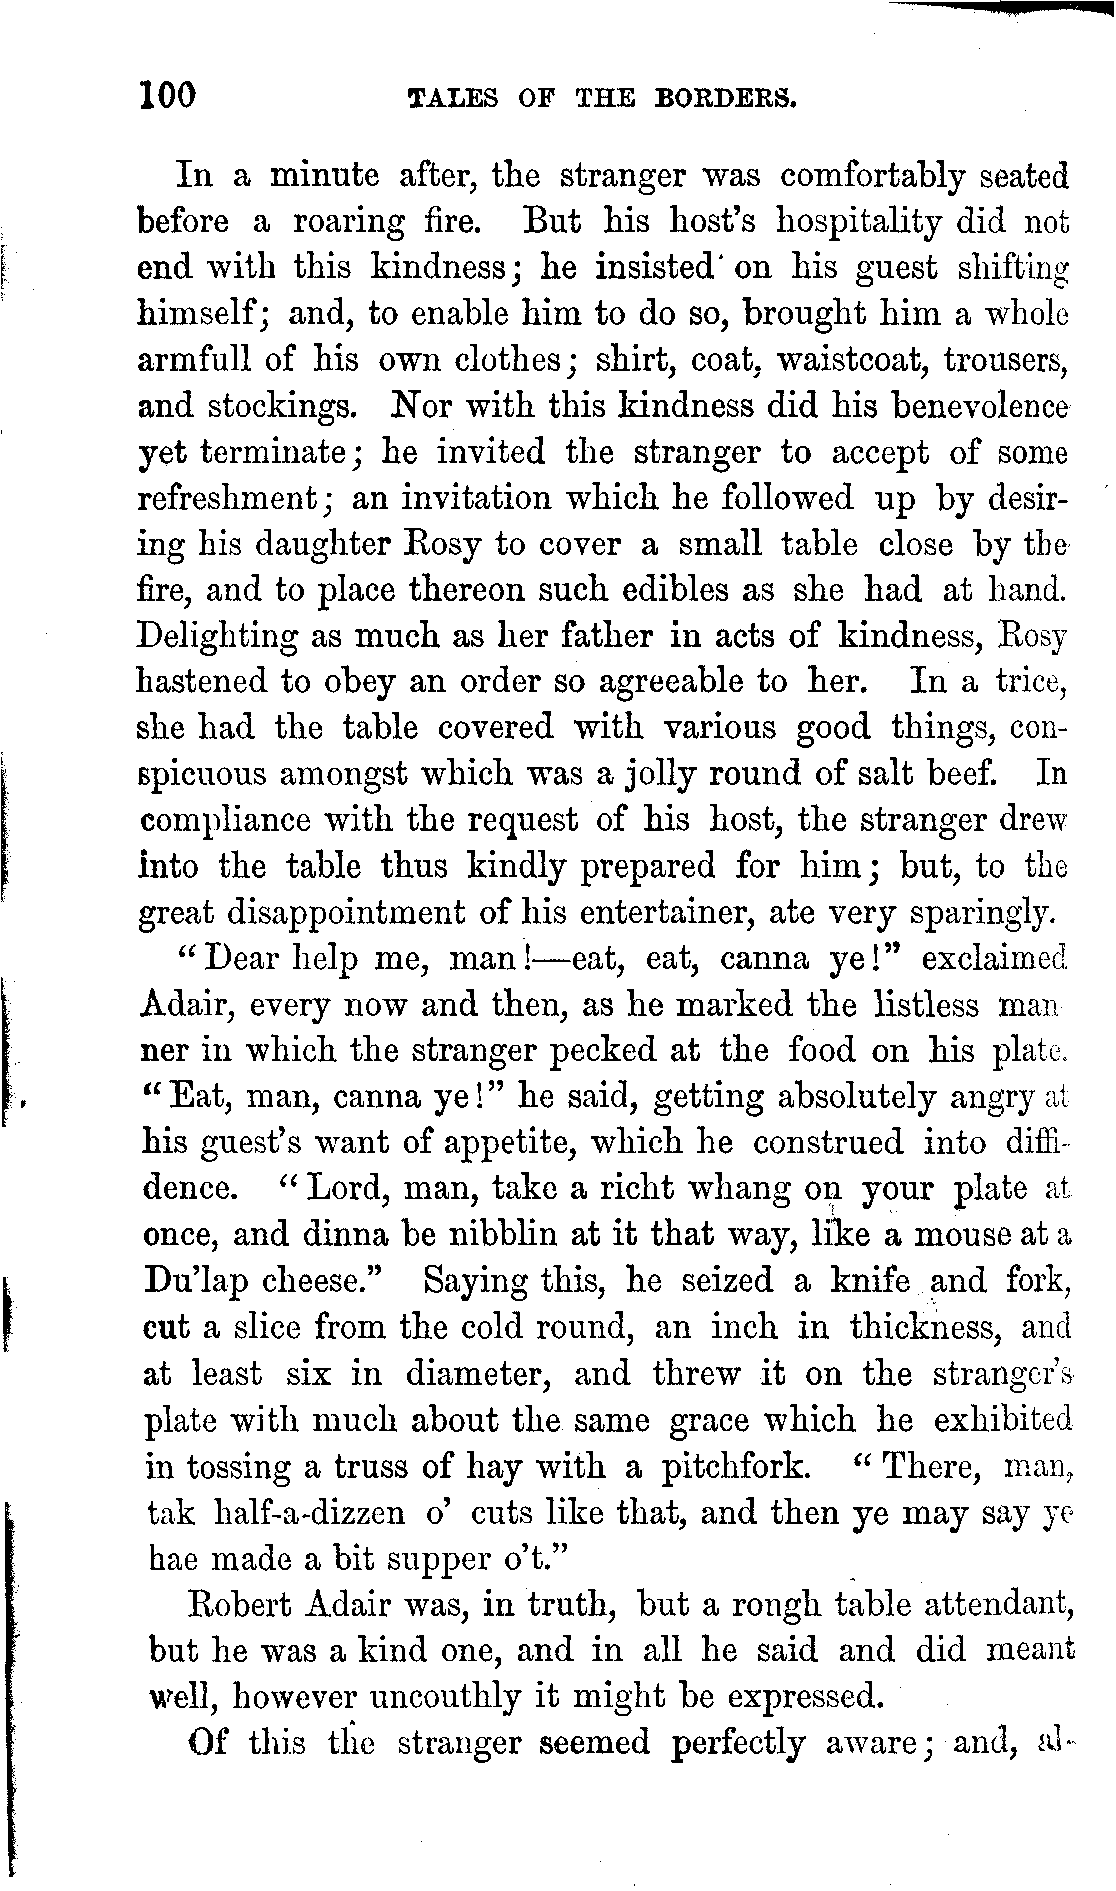 100 TALES OF THE BORDERS.
In a minute after, the stranger was comfortably seated
before a roaring fire. But his host's hospitality did not
end with this kindness; he insisted on his guest shifting
himself; and, to enable him to do so, brought him a whole
armfull of his own clothes; shirt, coat, waistcoat, trousers,
and stockings. Nor with this kindness did his benevolence
yet terminate; he invited the stranger to accept of some
refreshment; an invitation which he followed up by desir-
ing his daughter Rosy to cover a small table close by the
fire, and to place thereon such edibles as she had at hand.
Delighting as much as her father in acts of kindness, Rosy
hastened to obey an order so agreeable to her. In a trice,
she had the table covered with various good things, con-
spicuous amongst which was a jolly round of salt beef. In
compliance with the request of his host, the stranger drew
into the table thus kindly prepared for him; but, to the
great disappointment of his entertainer, ate very sparingly.
"Dear help me, man!—eat, eat, canna ye!" exclaimed
Adair, every now and then, as he marked the listless man
ner in which the stranger pecked at the food on his plate.
"Eat, man, canna ye!" he said, getting absolutely angry at
his guest's want of appetite, which he construed into diffi-
dence. "Lord, man, take a richt whang on your plate at
once, and dinna be nibblin at it that way, like a mouse at a
Du'lap cheese." Saying this, he seized a knife and fork,
cut a slice from the cold round, an inch in thickness, and
at least six in diameter, and threw it on the stranger's
plate with much about the same grace which he exhibited
in tossing a truss of hay with a pitchfork. "There, man,
tak half-a-dizzen o' cuts like that, and then ye may say ye
hae made a bit supper o't."
Robert Adair was, in truth, but a rough table attendant,
but he was a kind one, and in all he said and did meant
well, however uncouthly it might be expressed.
Of this the stranger seemed perfectly aware; and, al-